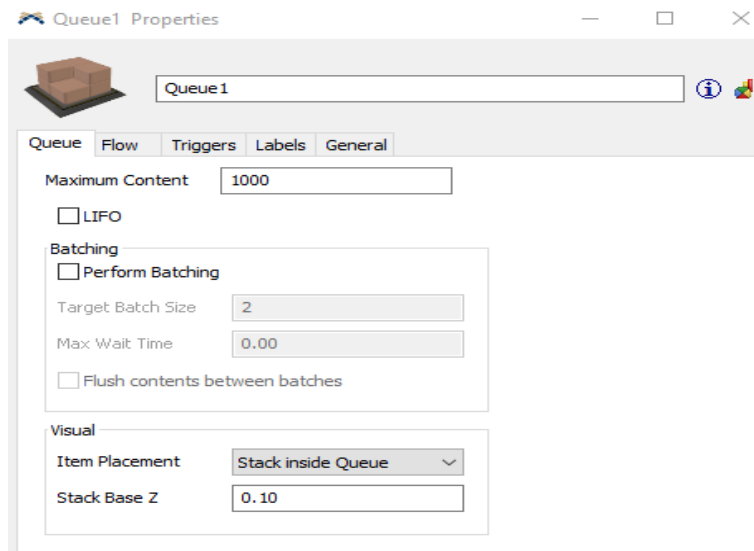 Queue1 Properties
Queue1
Queue Flow Triggers Labels General
Maximum Content 1000
LIFO
Batching
Perform Batching
Target Batch Size 2
Max Wait Time 0.00
Flush contents between batches
Visual
Item Placement Stack inside Queue
Stack Base Z 0.10